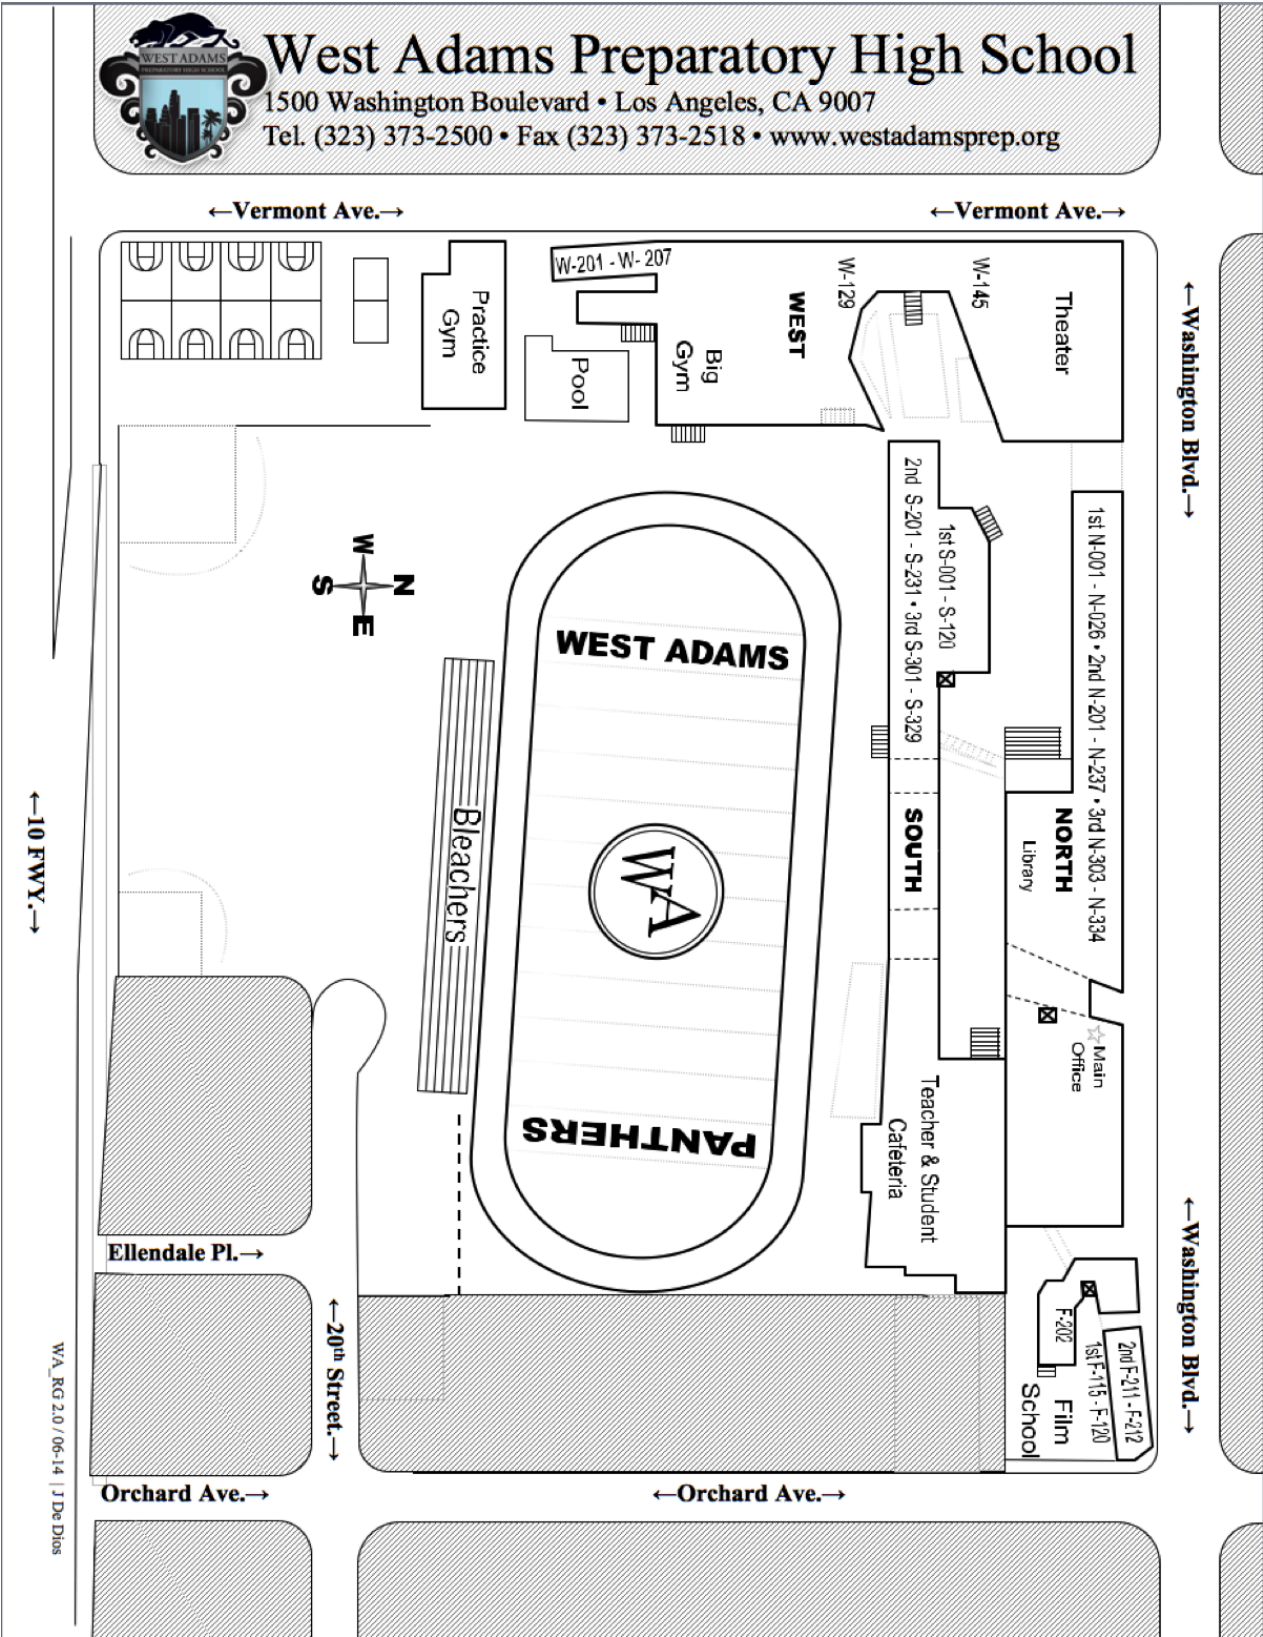 West Adams Preparatory High School
1500 Washington Boulevard • Los Angeles, CA 9007
Tel. (323) 373-2500 • Fax (323) 373-2518 • www.westadamsprep.org
WEST ADAMS
PREPARATORY HIGH SCHOOL
←Vermont Ave.→
←Vermont Ave.→
W-201 - W- 207
W-129
W-145
Theater
WEST
Practice
Gym
Pool
Big
Gym
←Washington Blvd.→
2nd S-201 - S-231 • 3rd S-301 - S-329
1st S-001 - S-120
1st N-001 - N-026 • 2nd N-201 - N-237 • 3rd N-303 - N-334
W
N
S
E
WEST ADAMS
WA
PANTHERS
Bleachers
SOUTH
NORTH
Library
←10 FWY.→
Main
Office
Teacher & Student
Cafeteria
←Washington Blvd.→
Ellendale Pl.→
←20th Street.→
F-202
1st F-115 - F-120
2nd F-211 - F-212
Film
School
Orchard Ave.→
←Orchard Ave.→
WA_RG 2.0 / 06-14 | J De Dios